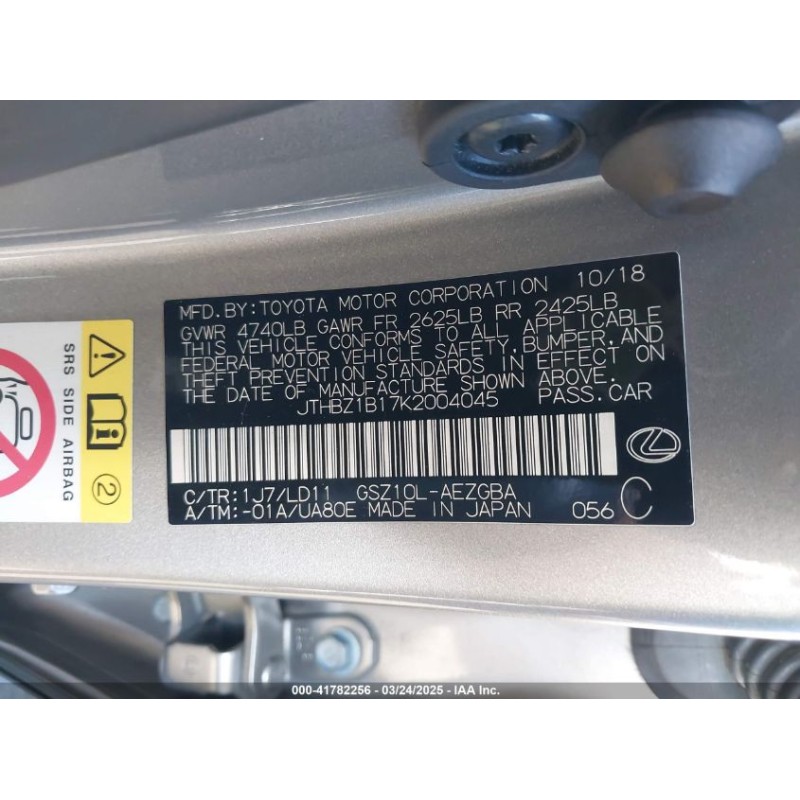 MFD.BY:TOYOTA MOTOR CORPORATION 10/18
GVWR 4740LB GAWR FR 2625LB RR 2425LB
THIS VEHICLE CONFORMS TO ALL APPLICABLE
FEDERAL MOTOR VEHICLE SAFETY,BUMPER,AND
THEFT PREVENTION STANDARDS IN EFFECT ON
THE DATE OF MANUFACTURE SHOWN ABOVE.
JTHBZ1B17K2004045 PASS.CAR
C/TR:1J7/LD11 GSZ10L-AEZGBA
A/TM:-01A/UA80E MADE IN JAPAN 056 C
SRS SIDE AIRBAG
2
000-41782256 - 03/24/2025 - IAA Inc.